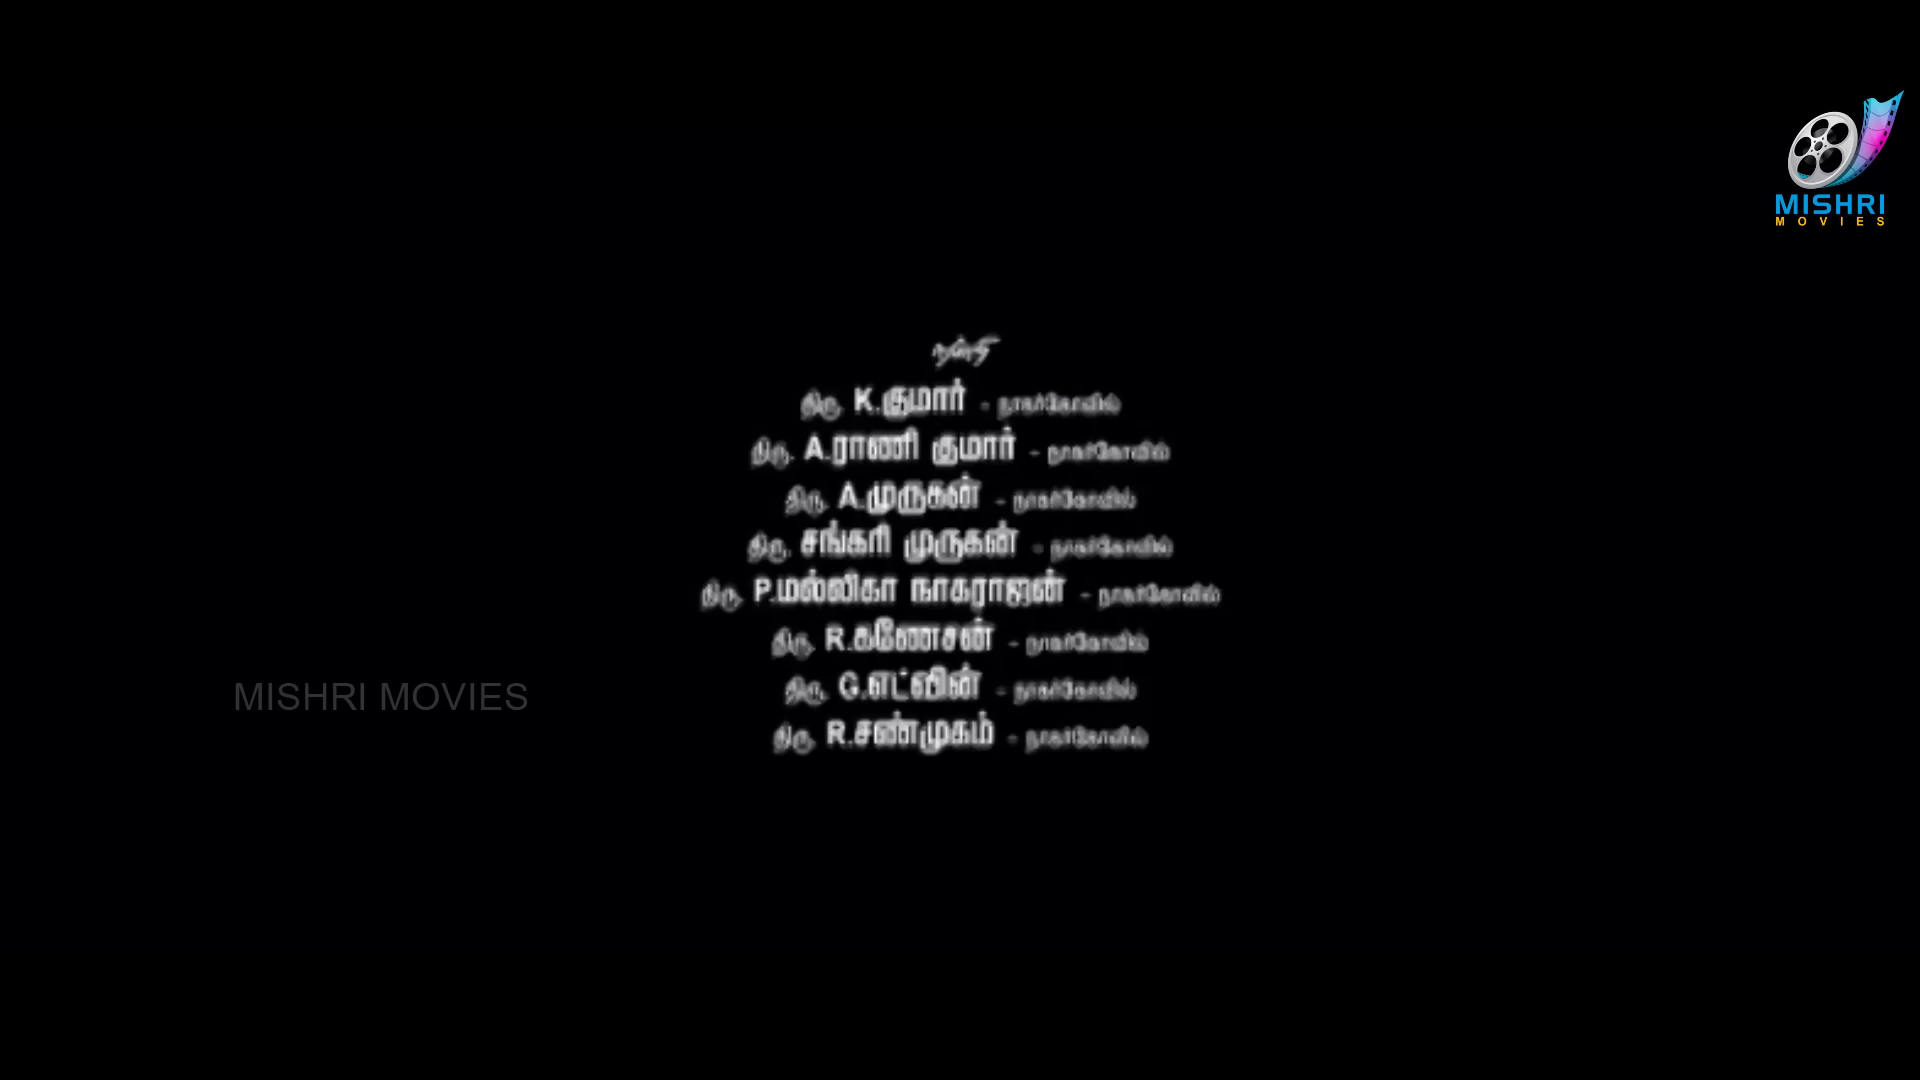 MISHRI
MOVIES
நன்றி
திரு. K.குமார் - நாகர்கோவில்
திரு. A.ராணி குமார் - நாகர்கோவில்
திரு. A.முருகன் - நாகர்கோவில்
திரு. சங்கரி முருகன் - நாகர்கோவில்
திரு. P.மல்லிகா நாகராஜன் - நாகர்கோவில்
திரு. R.கணேசன் - நாகர்கோவில்
திரு. G.எட்வின் - நாகர்கோவில்
MISHRI MOVIES
திரு. R.சண்முகம் - நாகர்கோவில்